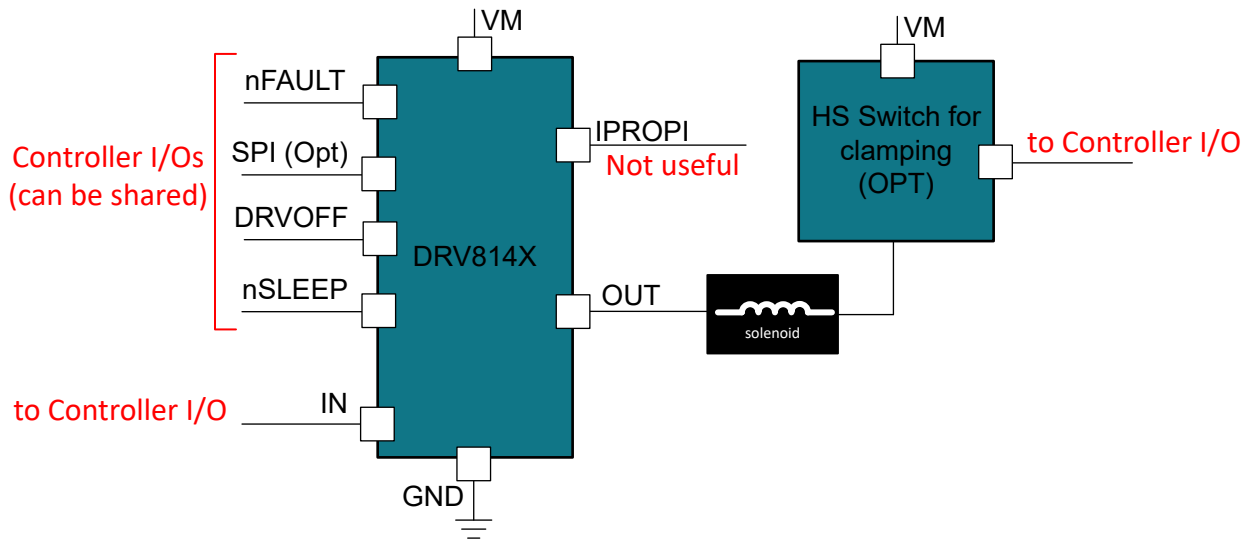 VM
nFAULT
SPI (Opt)
DRVOFF
nSLEEP
Controller I/Os
(can be shared)
IN
to Controller I/O
DRV814X
IPROPI
Not useful
OUT
GND
solenoid
VM
HS Switch for
clamping
(OPT)
to Controller I/O